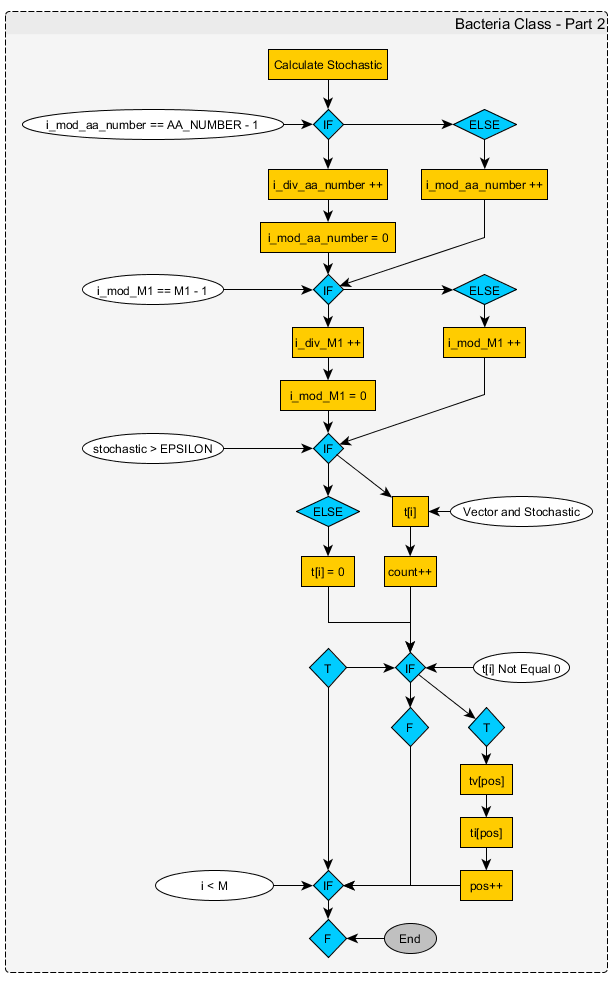 Bacteria Class - Part 2
Calculate Stochastic
i_mod_aa_number == AA_NUMBER - 1
IF
ELSE
i_div_aa_number ++
i_mod_aa_number ++
i_mod_aa_number = 0
i_mod_M1 == M1 - 1
IF
ELSE
i_div_M1 ++
i_mod_M1 ++
i_mod_M1 = 0
stochastic > EPSILON
IF
ELSE
t[i]
Vector and Stochastic
t[i] = 0
count++
T
IF
t[i] Not Equal 0
F
T
tv[pos]
ti[pos]
i < M
IF
pos++
F
End